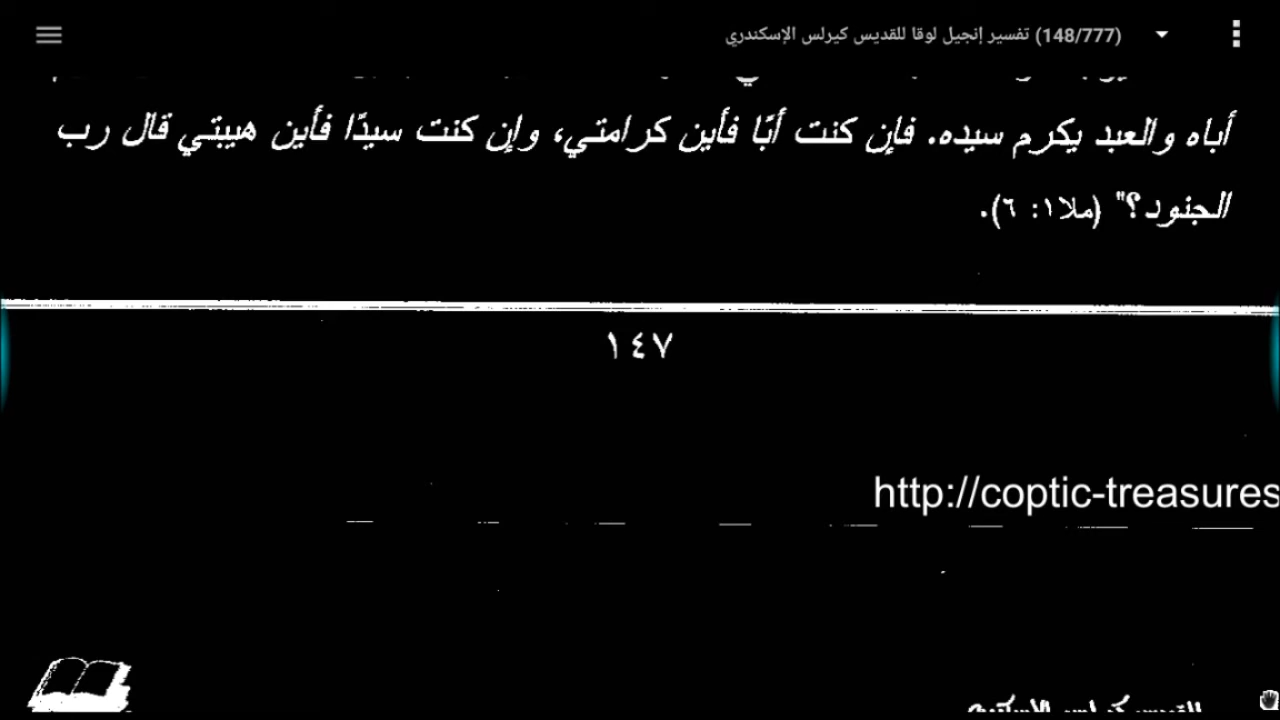 (148/777) تفسير إنجيل لوقا للقديس كيرلس الإسكندري
أباه والعبد يكرم سيده. فإن كنت أبًا فأين كرامتي، وإن كنت سيدًا فأين هيبتي قال رب
الجنود؟" (ملا١: ٦).
١٤٧
http://coptic-treasures